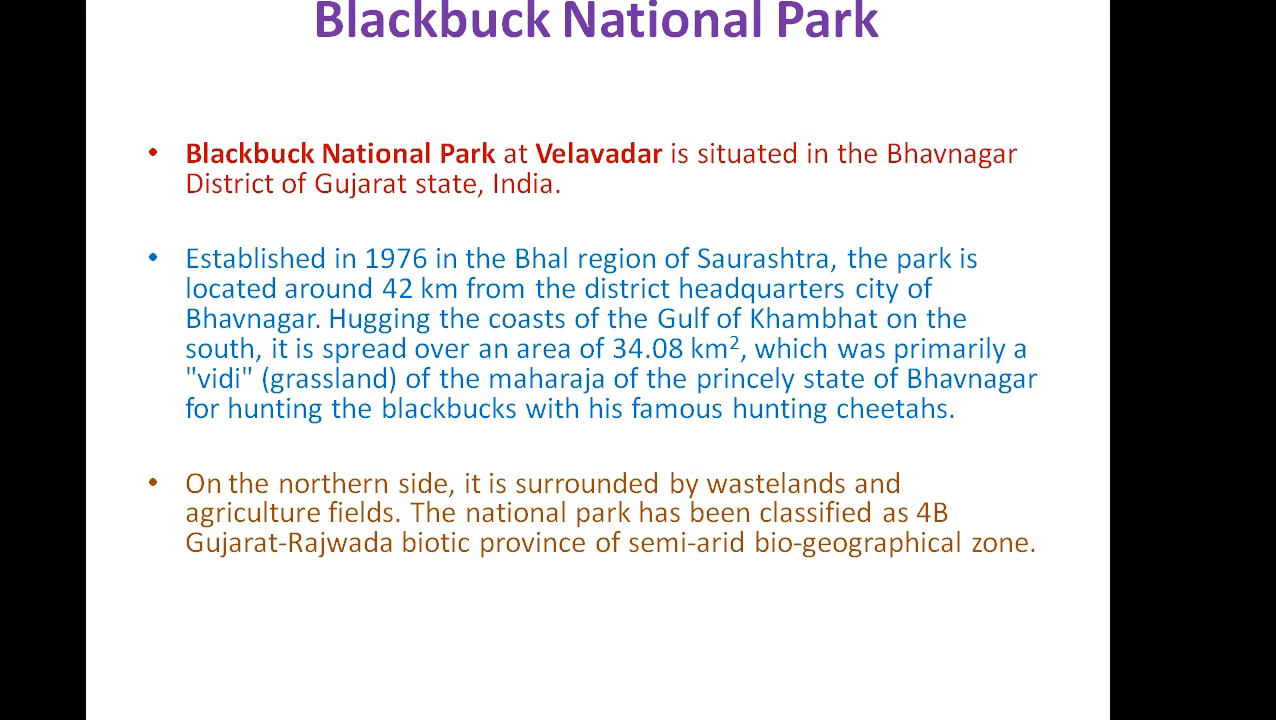 Blackbuck National Park
• Blackbuck National Park at Velavadar is situated in the Bhavnagar
District of Gujarat state, India.
• Established in 1976 in the Bhal region of Saurashtra, the park is
located around 42 km from the district headquarters city of
Bhavnagar. Hugging the coasts of the Gulf of Khambhat on the
south, it is spread over an area of 34.08 km², which was primarily a
"vidi" (grassland) of the maharaja of the princely state of Bhavnagar
for hunting the blackbucks with his famous hunting cheetahs.
• On the northern side, it is surrounded by wastelands and
agriculture fields. The national park has been classified as 4B
Gujarat-Rajwada biotic province of semi-arid bio-geographical zone.